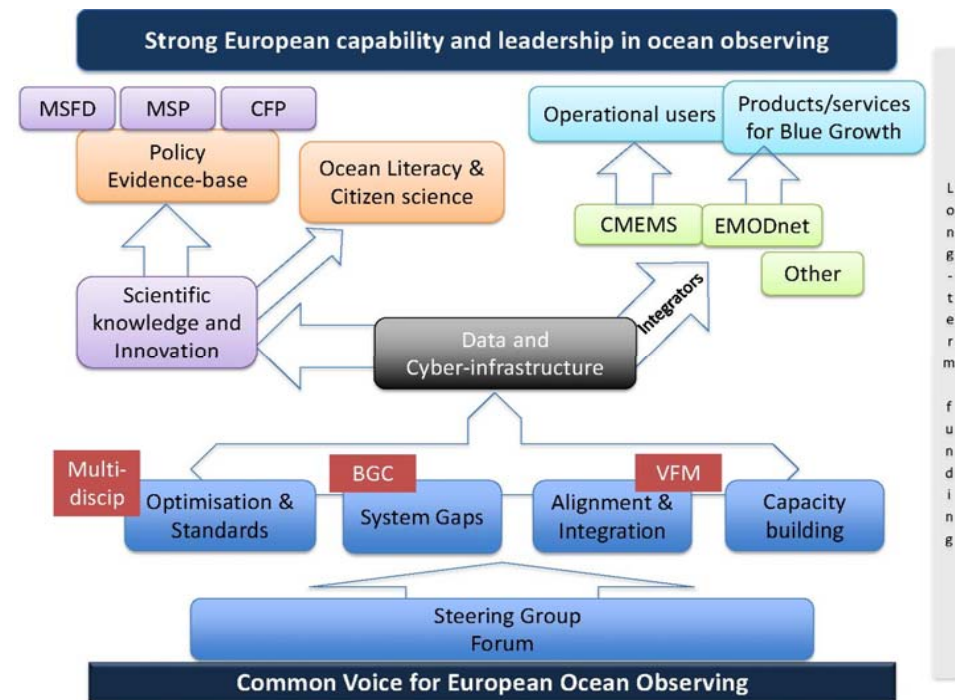 Strong European capability and leadership in ocean observing
MSFD
MSP
CFP
Policy
Evidence-base
Ocean Literacy &
Citizen science
Operational users
Products/services
for Blue Growth
CMEMS
EMODnet
Other
Scientific
knowledge and
Innovation
Integrators
Data and
Cyber-infrastructure
Multi-
discip
Optimisation &
Standards
BGC
System Gaps
VFM
Alignment &
Integration
Capacity
building
Steering Group
Forum
Common Voice for European Ocean Observing
Long-term funding